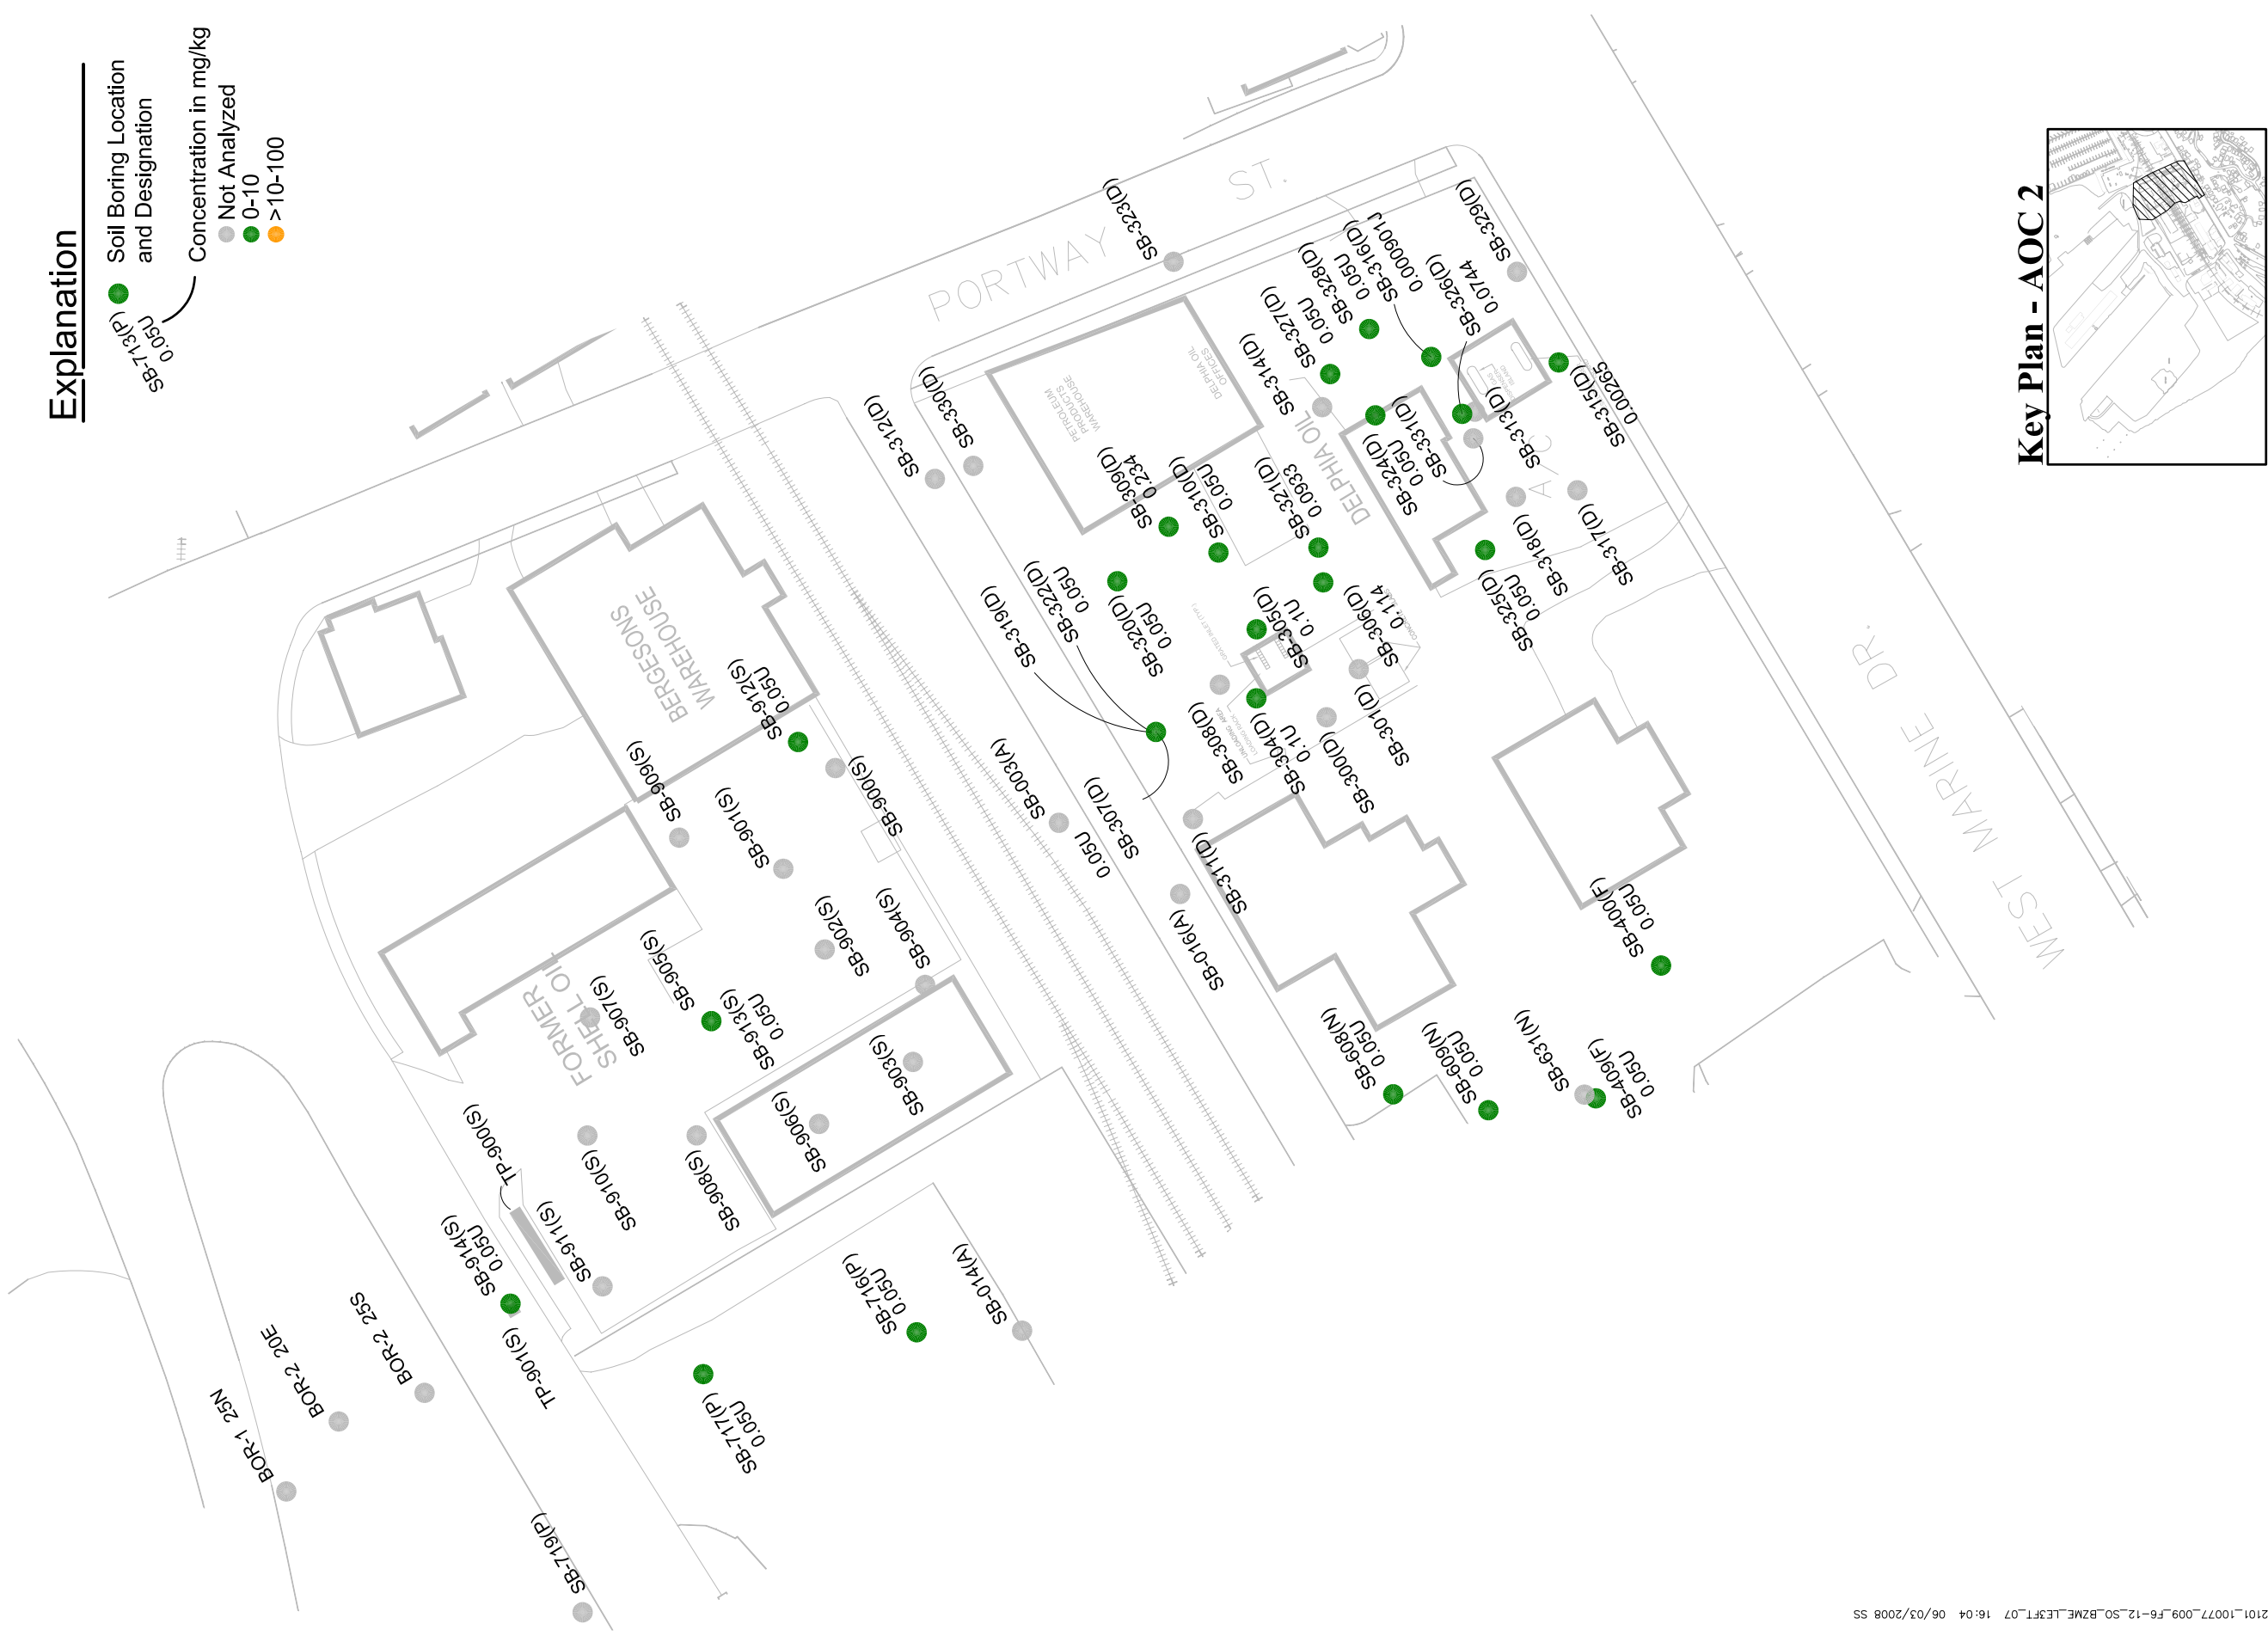 Explanation
SB-713(P)
0.05U
Soil Boring Location
and Designation
Concentration in mg/kg
Not Analyzed
0-10
>10-100
PORTWAY ST.
SB-323(D)
SB-330(D)
SB-312(D)
PETROLEUM
PRODUCTS
WAREHOUSE
DELPHIA OIL
OFFICES
SB-329(D)
SB-316(D)
0.000901J
SB-328(D)
0.05U
SB-326(D)
0.0744
SB-327(D)
0.05U
SB-314(D)
DELPHIA OIL
SB-315(D)
0.00265
SB-313(D)
SB-331(D)
SB-324(D)
0.05U
SB-309(D)
0.234
SB-310(D)
0.05U
SB-321(D)
0.0933
SB-318(D)
SB-317(D)
SB-325(D)
0.05U
SB-319(D)
SB-322(D)
0.05U
SB-320(D)
0.05U
SB-305(D)
0.1U
SB-306(D)
0.114
SB-301(D)
SB-300(D)
SB-304(D)
0.1U
SB-308(D)
UNLOADING AREA
SB-003(A)
SB-307(D)
0.05U
SB-311(D)
SB-016(A)
SB-400(F)
0.05U
SB-608(N)
0.05U
SB-609(N)
0.05U
SB-631(N)
SB-409(F)
0.05U
WEST MARINE DR.
BERGESONS
WAREHOUSE
SB-912(S)
0.05U
SB-909(S)
SB-900(S)
SB-901(S)
SB-902(S)
SB-904(S)
SB-905(S)
SB-907(S)
FORMER
SHELL OIL
SB-913(S)
0.05U
SB-903(S)
SB-906(S)
SB-908(S)
SB-910(S)
TP-900(S)
SB-911(S)
SB-914(S)
0.05U
TP-901(S)
SB-716(P)
0.05U
SB-014(A)
SB-717(P)
0.05U
BOR-2 25S
BOR-2 20E
BOR-1 25N
SB-719(P)
Key Plan - AOC 2
2101_10077_009_F6-12_SO_BZME_LE3FT_07 16:04 06/03/2008 SS